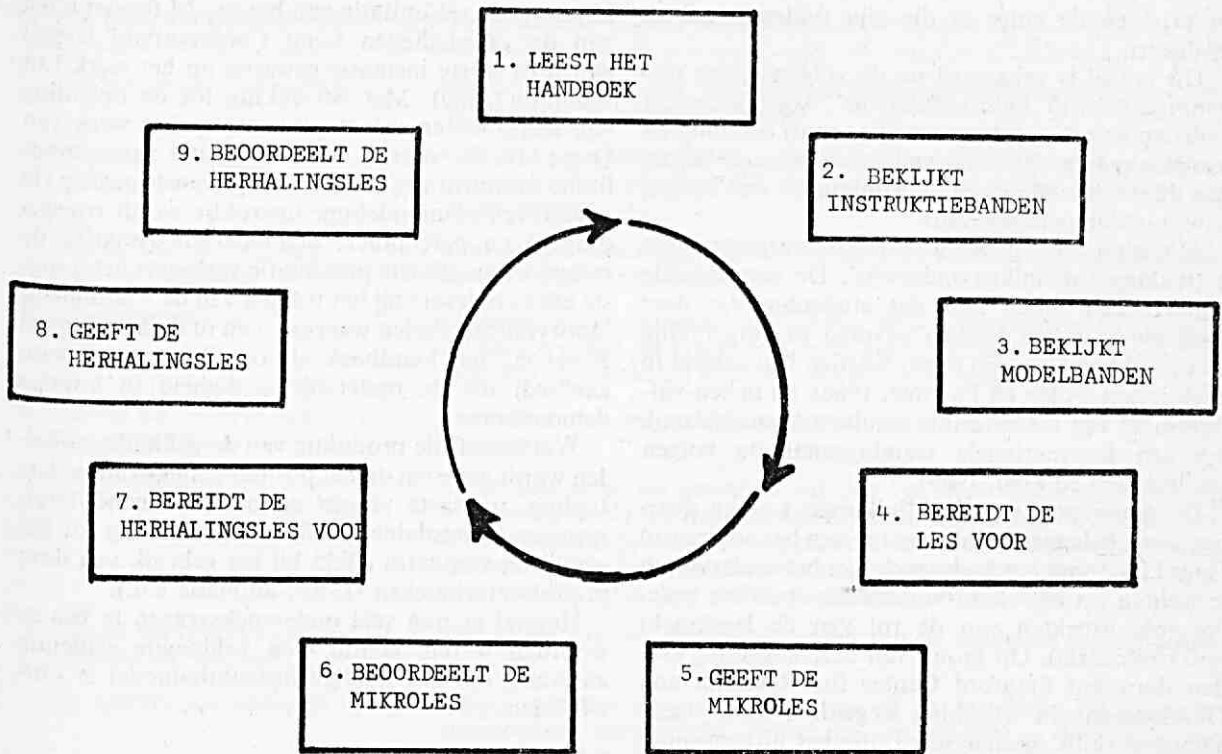 1. LEEST HET
HANDBOEK
2. BEKIJKT
INSTRUKTIEBANDEN
3. BEKIJKT
MODELBANDEN
4. BEREIDT DE
LES VOOR
5. GEEFT DE
MIKROLES
6. BEOORDEELT DE
MIKROLES
7. BEREIDT DE
HERHALINGSLES VOOR
8. GEEFT DE
HERHALINGSLES
9. BEOORDEELT DE
HERHALINGSLES